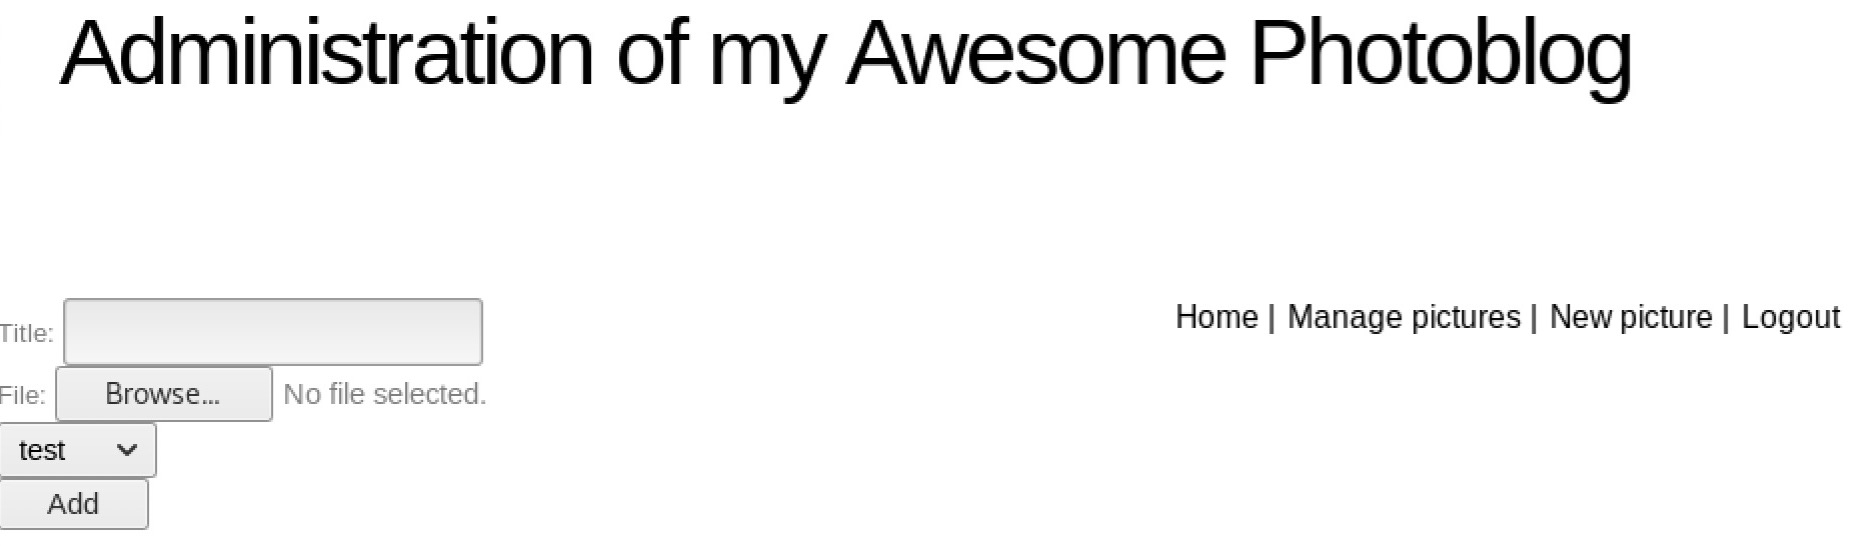 Administration of my Awesome Photoblog
Home | Manage pictures | New picture | Logout
Title:
File: Browse... No file selected.
test
Add